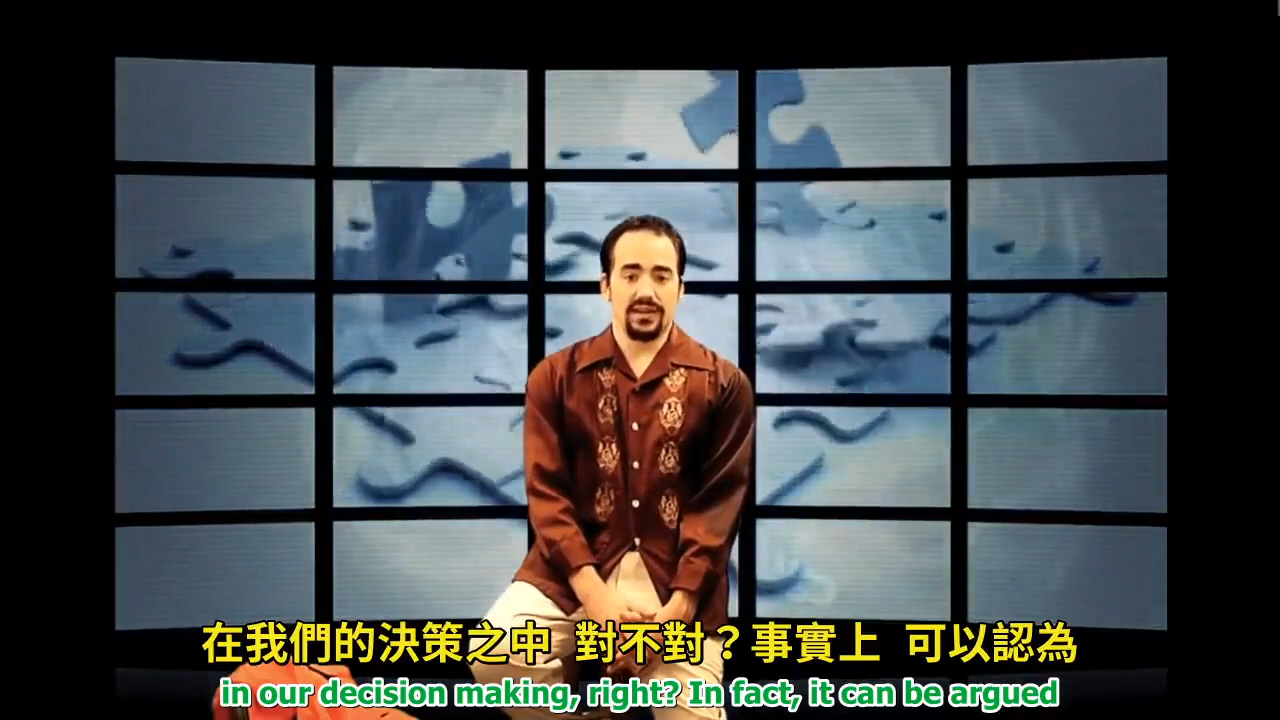 在我們的決策之中 對不對？事實上 可以認為
in our decision making, right? In fact, it can be argued